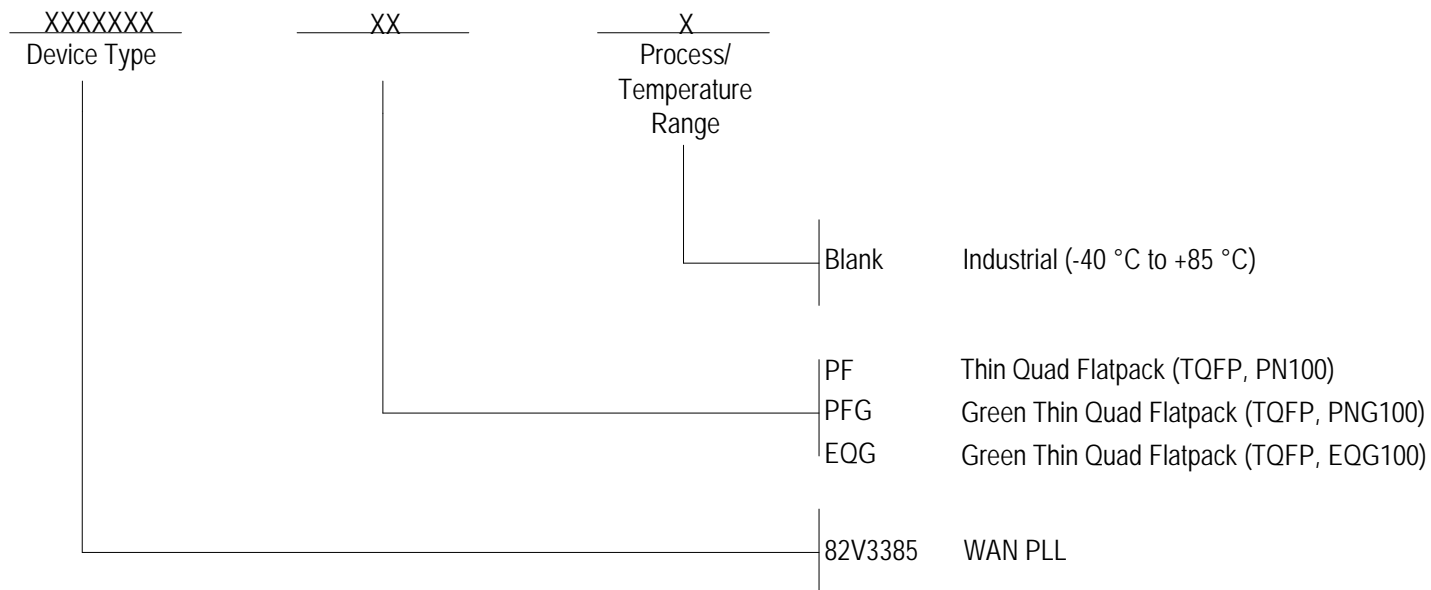 XXXXXXX XX X
Device Type Process/
Temperature
Range
Blank Industrial (-40 °C to +85 °C)
PF Thin Quad Flatpack (TQFP, PN100)
PFG Green Thin Quad Flatpack (TQFP, PNG100)
EQG Green Thin Quad Flatpack (TQFP, EQG100)
82V3385 WAN PLL